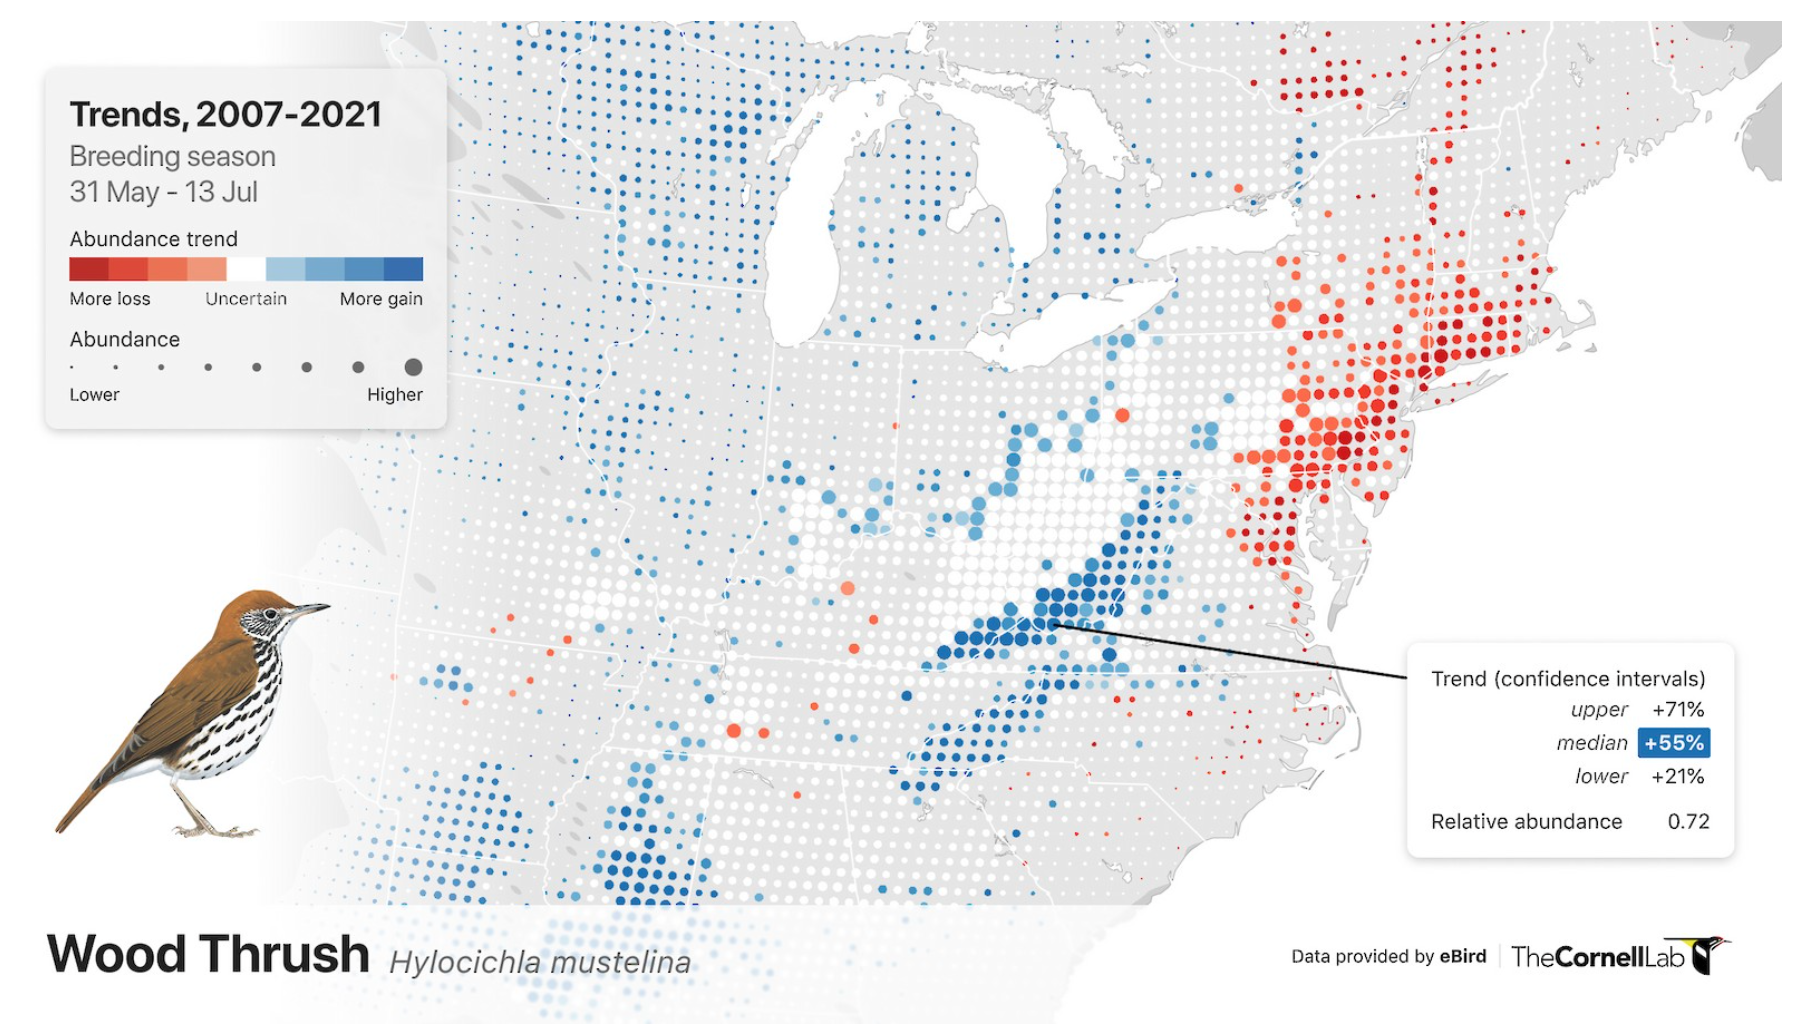 Trends, 2007-2021
Breeding season
31 May - 13 Jul
Abundance trend
More loss Uncertain More gain
Abundance
Lower Higher
Trend (confidence intervals)
upper +71%
median +55%
lower +21%
Relative abundance 0.72
Wood Thrush Hylocichla mustelina
Data provided by eBird TheCornellLab